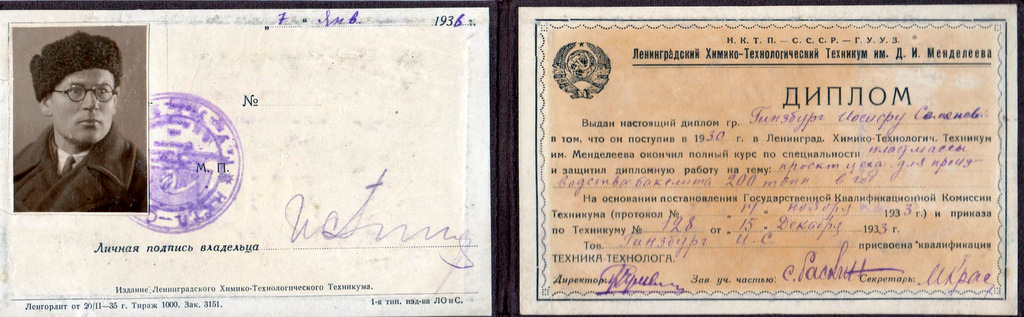 7 Янв 1936 г.
№
М. П.
Личная подпись владельца
Издание Ленинградского Химико-Технологического Техникума.
Ленгорлит от 20/II—35 г. Тираж 1000. Зак. 3151. 1-я тип. изд-ва ЛО и С.
Н. К. Т. П. — С. С. С. Р. — Г. У. У. З.
Ленинградский Химико-Технологический Техникум им. Д. И. Менделеева
ДИПЛОМ
Выдан настоящий диплом гр. Гинзбург Иосифу
в том, что он поступив в 1930 г. в Ленинград. Химико-Технологич. Техникум
им. Менделеева окончил полный курс по специальности пластмассы
и защитил дипломную работу на тему: проект цеха для произ-
водства бакелита 200 тонн в год
На основании постановления Государственной Квалификационной Комиссии
Техникума (протокол № „17" ноября 1933 г.) и приказа
по Техникуму № 128 от „15" Декабря 1933 г.
Тов. Гинзбург И. С. присвоена квалификация
ТЕХНИКА-ТЕХНОЛОГА.
Директор: Зав уч. частью: Секретарь: